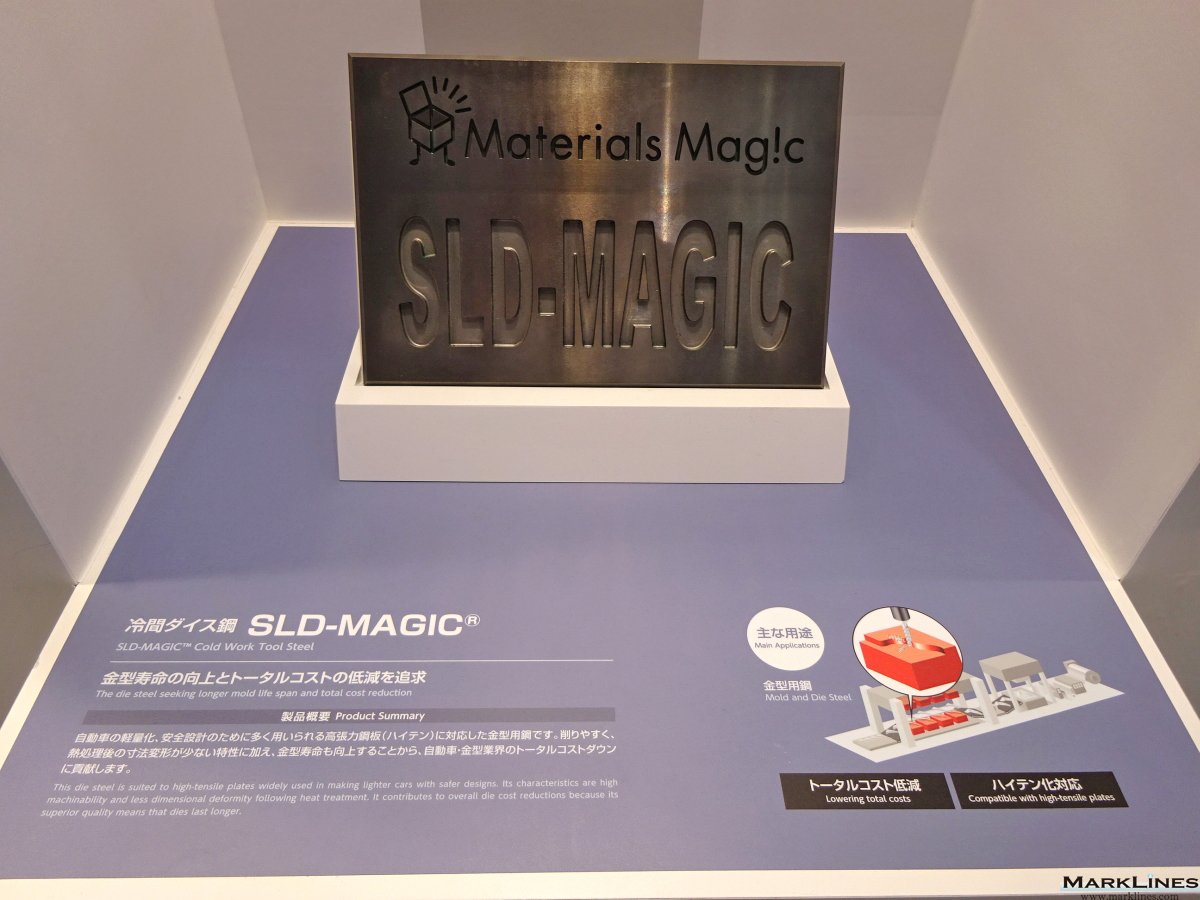 Materials Mag!c
SLD-MAGIC
冷間ダイス鋼 SLD-MAGIC®
SLD-MAGIC™ Cold Work Tool Steel
金型寿命の向上とトータルコストの低減を追求
The die steel seeking longer mold life span and total cost reduction
製品概要 Product Summary
自動車の軽量化、安全設計のために多く用いられる高張力鋼板(ハイテン)に対応した金型用鋼です。削りやすく、
熱処理後の寸法変形が少ない特性に加え、金型寿命も向上することから、自動車・金型業界のトータルコストダウン
に貢献します。
This die steel is suited to high-tensile plates widely used in making lighter cars with safer designs. Its characteristics are high
machinability and less dimensional deformity following heat treatment. It contributes to overall die cost reductions because its
superior quality means that dies last longer.
主な用途
Main Applications
金型用鋼
Mold and Die Steel
トータルコスト低減
Lowering total costs
ハイテン化対応
Compatible with high-tensile plates
MARKLINES
www.marklines.com